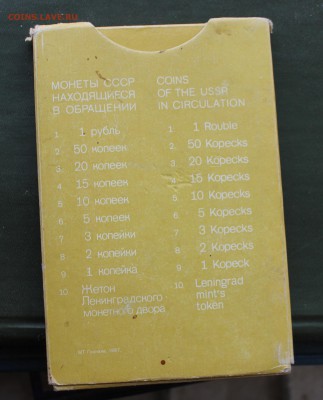 COINS.SU/AVE.RU
МОНЕТЫ СССР
НАХОДЯЩИЕСЯ
В ОБРАЩЕНИИ
1. 1 рубль
2. 50 копеек
3. 20 копеек
4. 15 копеек
5. 10 копеек
6. 5 копеек
7. 3 копейки
8. 2 копейки
9. 1 копейка
10. Жетон
Ленинградского
монетного двора
COINS
OF THE USSR
IN CIRCULATION
1. 1 Rouble
2. 50 Kopecks
3. 20 Kopecks
4. 15 Kopecks
5. 10 Kopecks
6. 5 Kopecks
7. 3 Kopecks
8. 2 Kopecks
9. 1 Kopeck
10. Leningrad
mint's
token